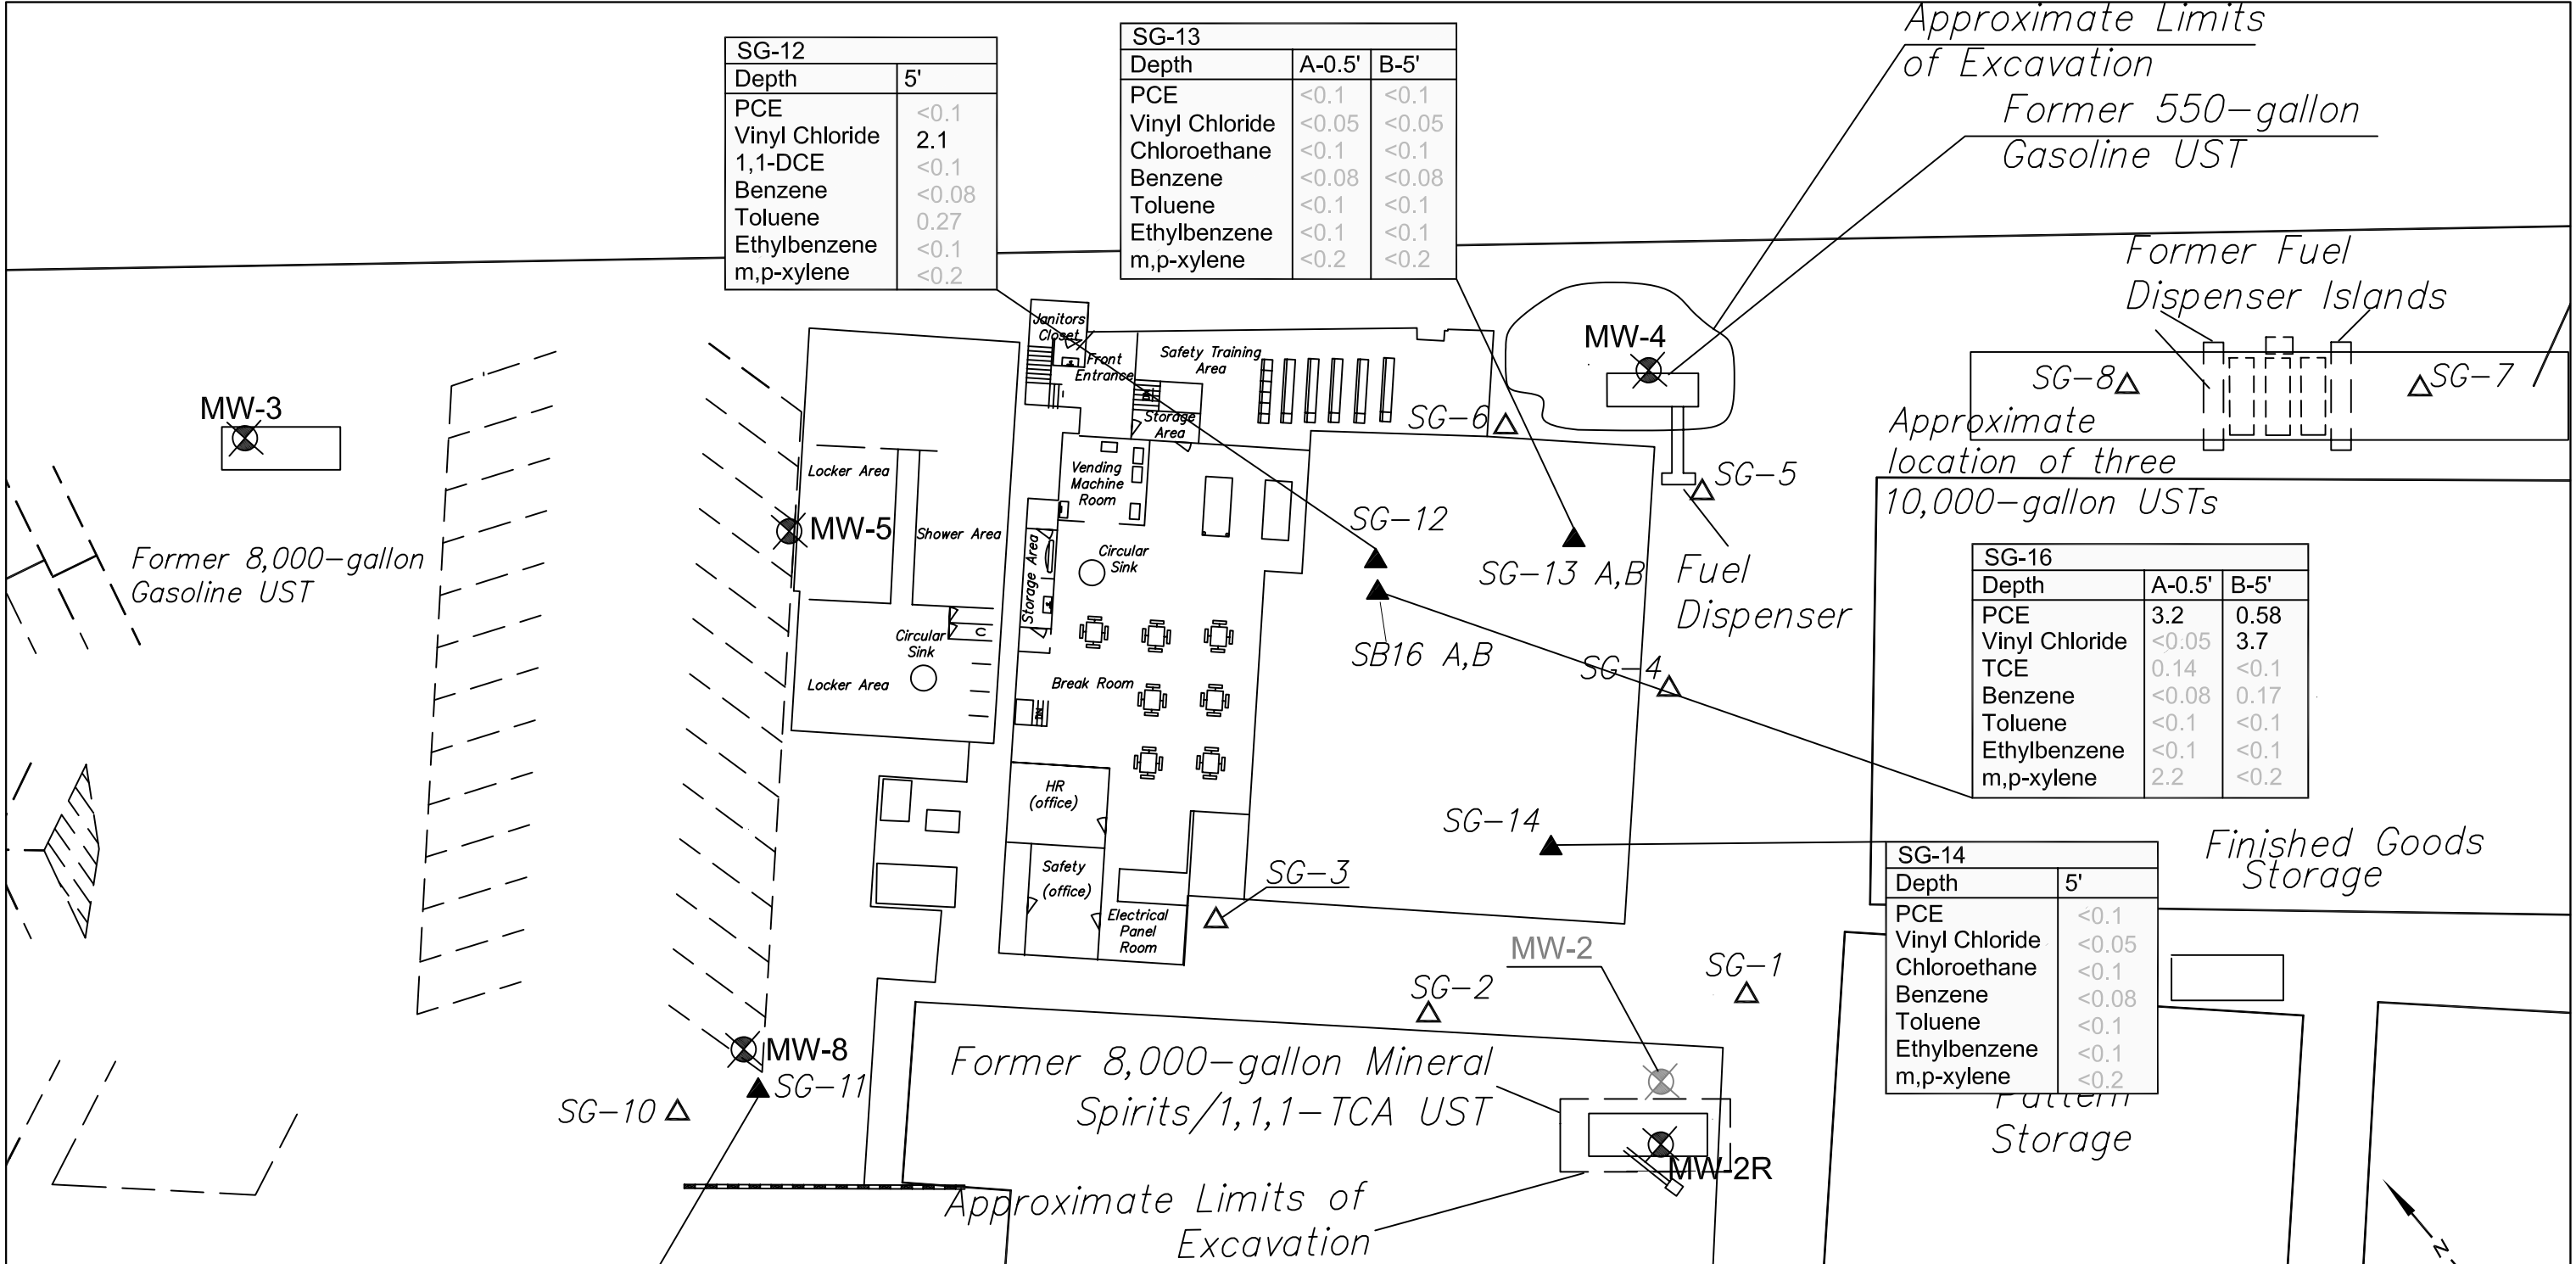 Approximate Limits
of Excavation
Former 550-gallon
Gasoline UST
SG-12
Depth 5'
PCE <0.1
Vinyl Chloride 2.1
1,1-DCE <0.1
Benzene <0.08
Toluene 0.27
Ethylbenzene <0.1
m,p-xylene <0.2
SG-13
Depth A-0.5' B-5'
PCE <0.1 <0.1
Vinyl Chloride <0.05 <0.05
Chloroethane <0.1 <0.1
Benzene <0.08 <0.08
Toluene <0.1 <0.1
Ethylbenzene <0.1 <0.1
m,p-xylene <0.2 <0.2
Former Fuel
Dispenser Islands
Janitors
Closet
Front
Entrance
Safety Training
Area
Storage
Area
DN
MW-4
SG-8
SG-7
MW-3
SG-6
Approximate
location of three
10,000-gallon USTs
Locker Area
Vending
Machine
Room
SG-5
MW-5
Shower Area
SG-12
Former 8,000-gallon
Gasoline UST
Storage Area
Circular
Sink
SG-13 A,B
Fuel
Dispenser
SG-16
Depth A-0.5' B-5'
PCE 3.2 0.58
Vinyl Chloride <0.05 3.7
TCE 0.14 <0.1
Benzene <0.08 0.17
Toluene <0.1 <0.1
Ethylbenzene <0.1 <0.1
m,p-xylene 2.2 <0.2
Circular
Sink
C
SB16 A,B
SG-4
Locker Area
Break Room
DN
HR
(office)
SG-14
Safety
(office)
SG-3
SG-14
Depth 5'
PCE <0.1
Vinyl Chloride <0.05
Chloroethane <0.1
Benzene <0.08
Toluene <0.1
Ethylbenzene <0.1
m,p-xylene <0.2
Finished Goods
Storage
Electrical
Panel
Room
MW-2
SG-1
SG-2
MW-8
SG-11
SG-10
Former 8,000-gallon Mineral
Spirits/1,1,1-TCA UST
Pattern
Storage
MW-2R
Approximate Limits of
Excavation
N